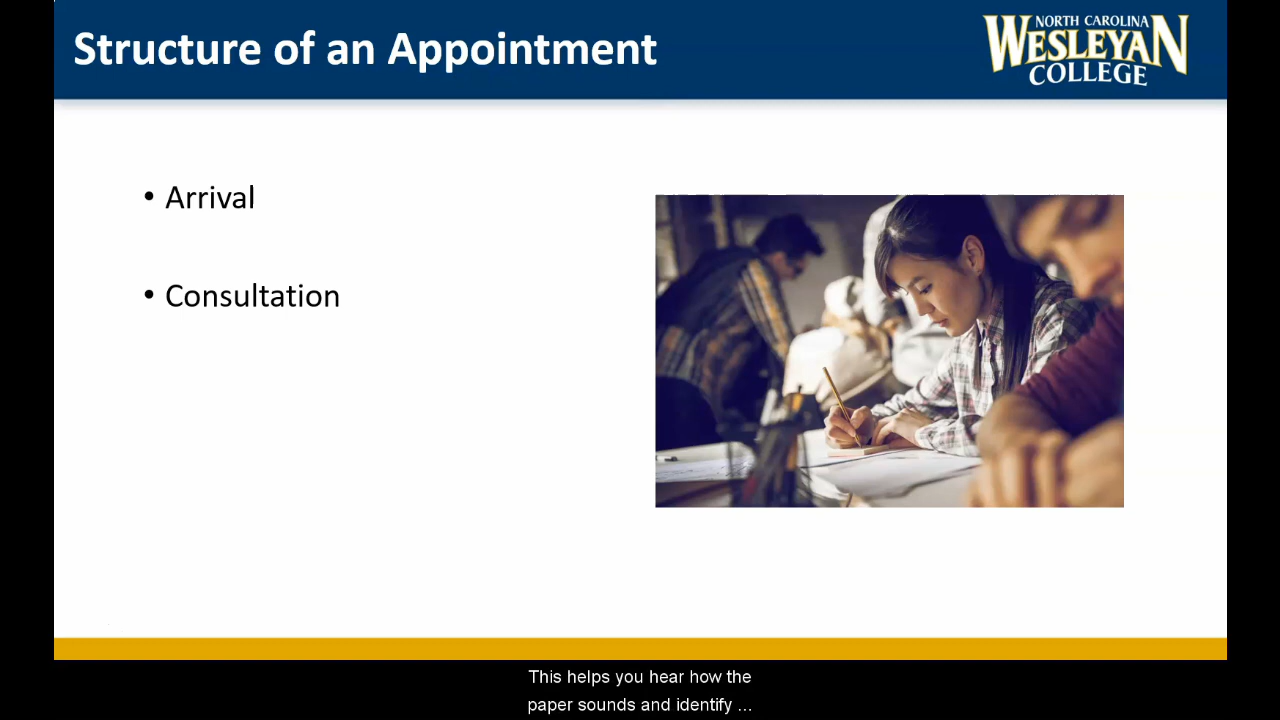 Structure of an Appointment
NORTH CAROLINA
WESLEYAN
COLLEGE
• Arrival
• Consultation
This helps you hear how the
paper sounds and identify ...